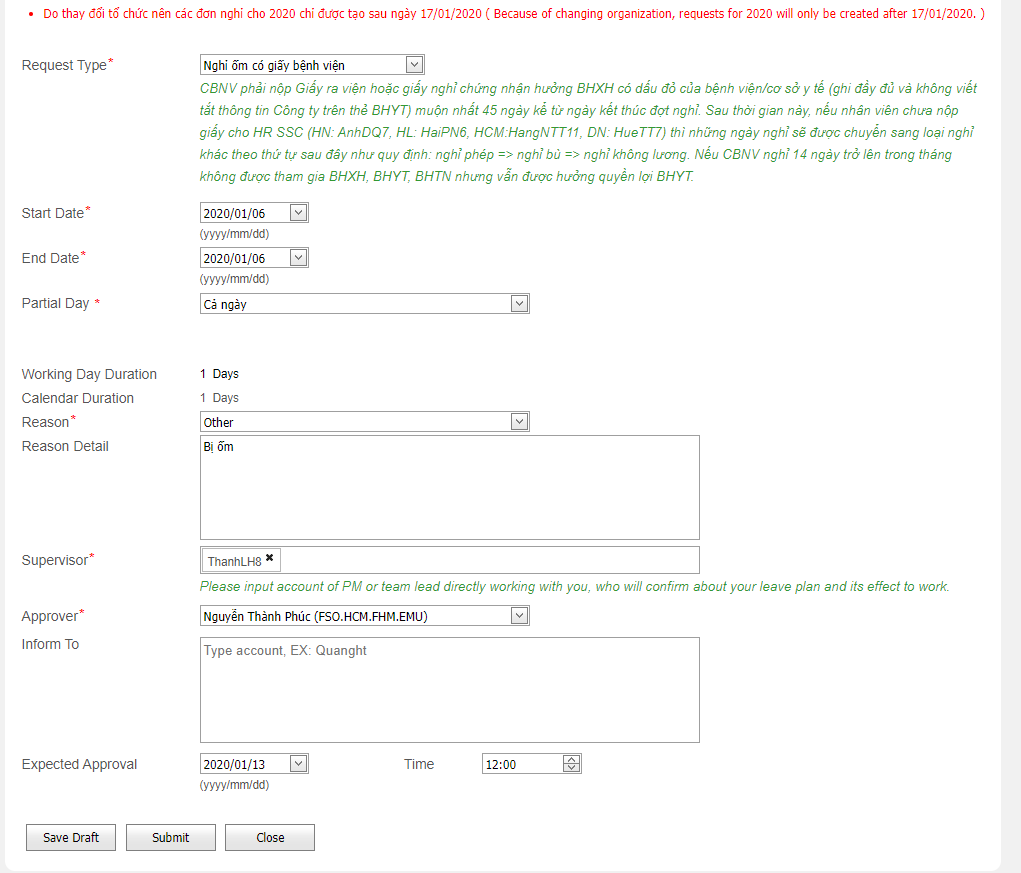 • Do thay đổi tổ chức nên các đơn nghỉ cho 2020 chỉ được tạo sau ngày 17/01/2020 ( Because of changing organization, requests for 2020 will only be created after 17/01/2020. )
Request Type* Nghỉ ốm có giấy bệnh viện
CBNV phải nộp Giấy ra viện hoặc giấy nghỉ chứng nhận hưởng BHXH có dấu đỏ của bệnh viện/cơ sở y tế (ghi đầy đủ và không viết
tắt thông tin Công ty trên thẻ BHYT) muộn nhất 45 ngày kể từ ngày kết thúc đợt nghỉ. Sau thời gian này, nếu nhân viên chưa nộp
giấy cho HR SSC (HN: AnhDQ7, HL: HaiPN6, HCM:HangNTT11, DN: HueTT7) thì những ngày nghỉ sẽ được chuyển sang loại nghỉ
khác theo thứ tự sau đây như quy định: nghỉ phép => nghỉ bù => nghỉ không lương. Nếu CBNV nghỉ 14 ngày trở lên trong tháng
không được tham gia BHXH, BHYT, BHTN nhưng vẫn được hưởng quyền lợi BHYT.
Start Date* 2020/01/06
(yyyy/mm/dd)
End Date* 2020/01/06
(yyyy/mm/dd)
Partial Day * Cả ngày
Working Day Duration 1 Days
Calendar Duration 1 Days
Reason* Other
Reason Detail Bị ốm
Supervisor* ThanhLH8 ✖
Please input account of PM or team lead directly working with you, who will confirm about your leave plan and its effect to work.
Approver* Nguyễn Thành Phúc (FSO.HCM.FHM.EMU)
Inform To Type account, EX: Quanght
Expected Approval 2020/01/13 Time 12:00
(yyyy/mm/dd)
Save Draft Submit Close